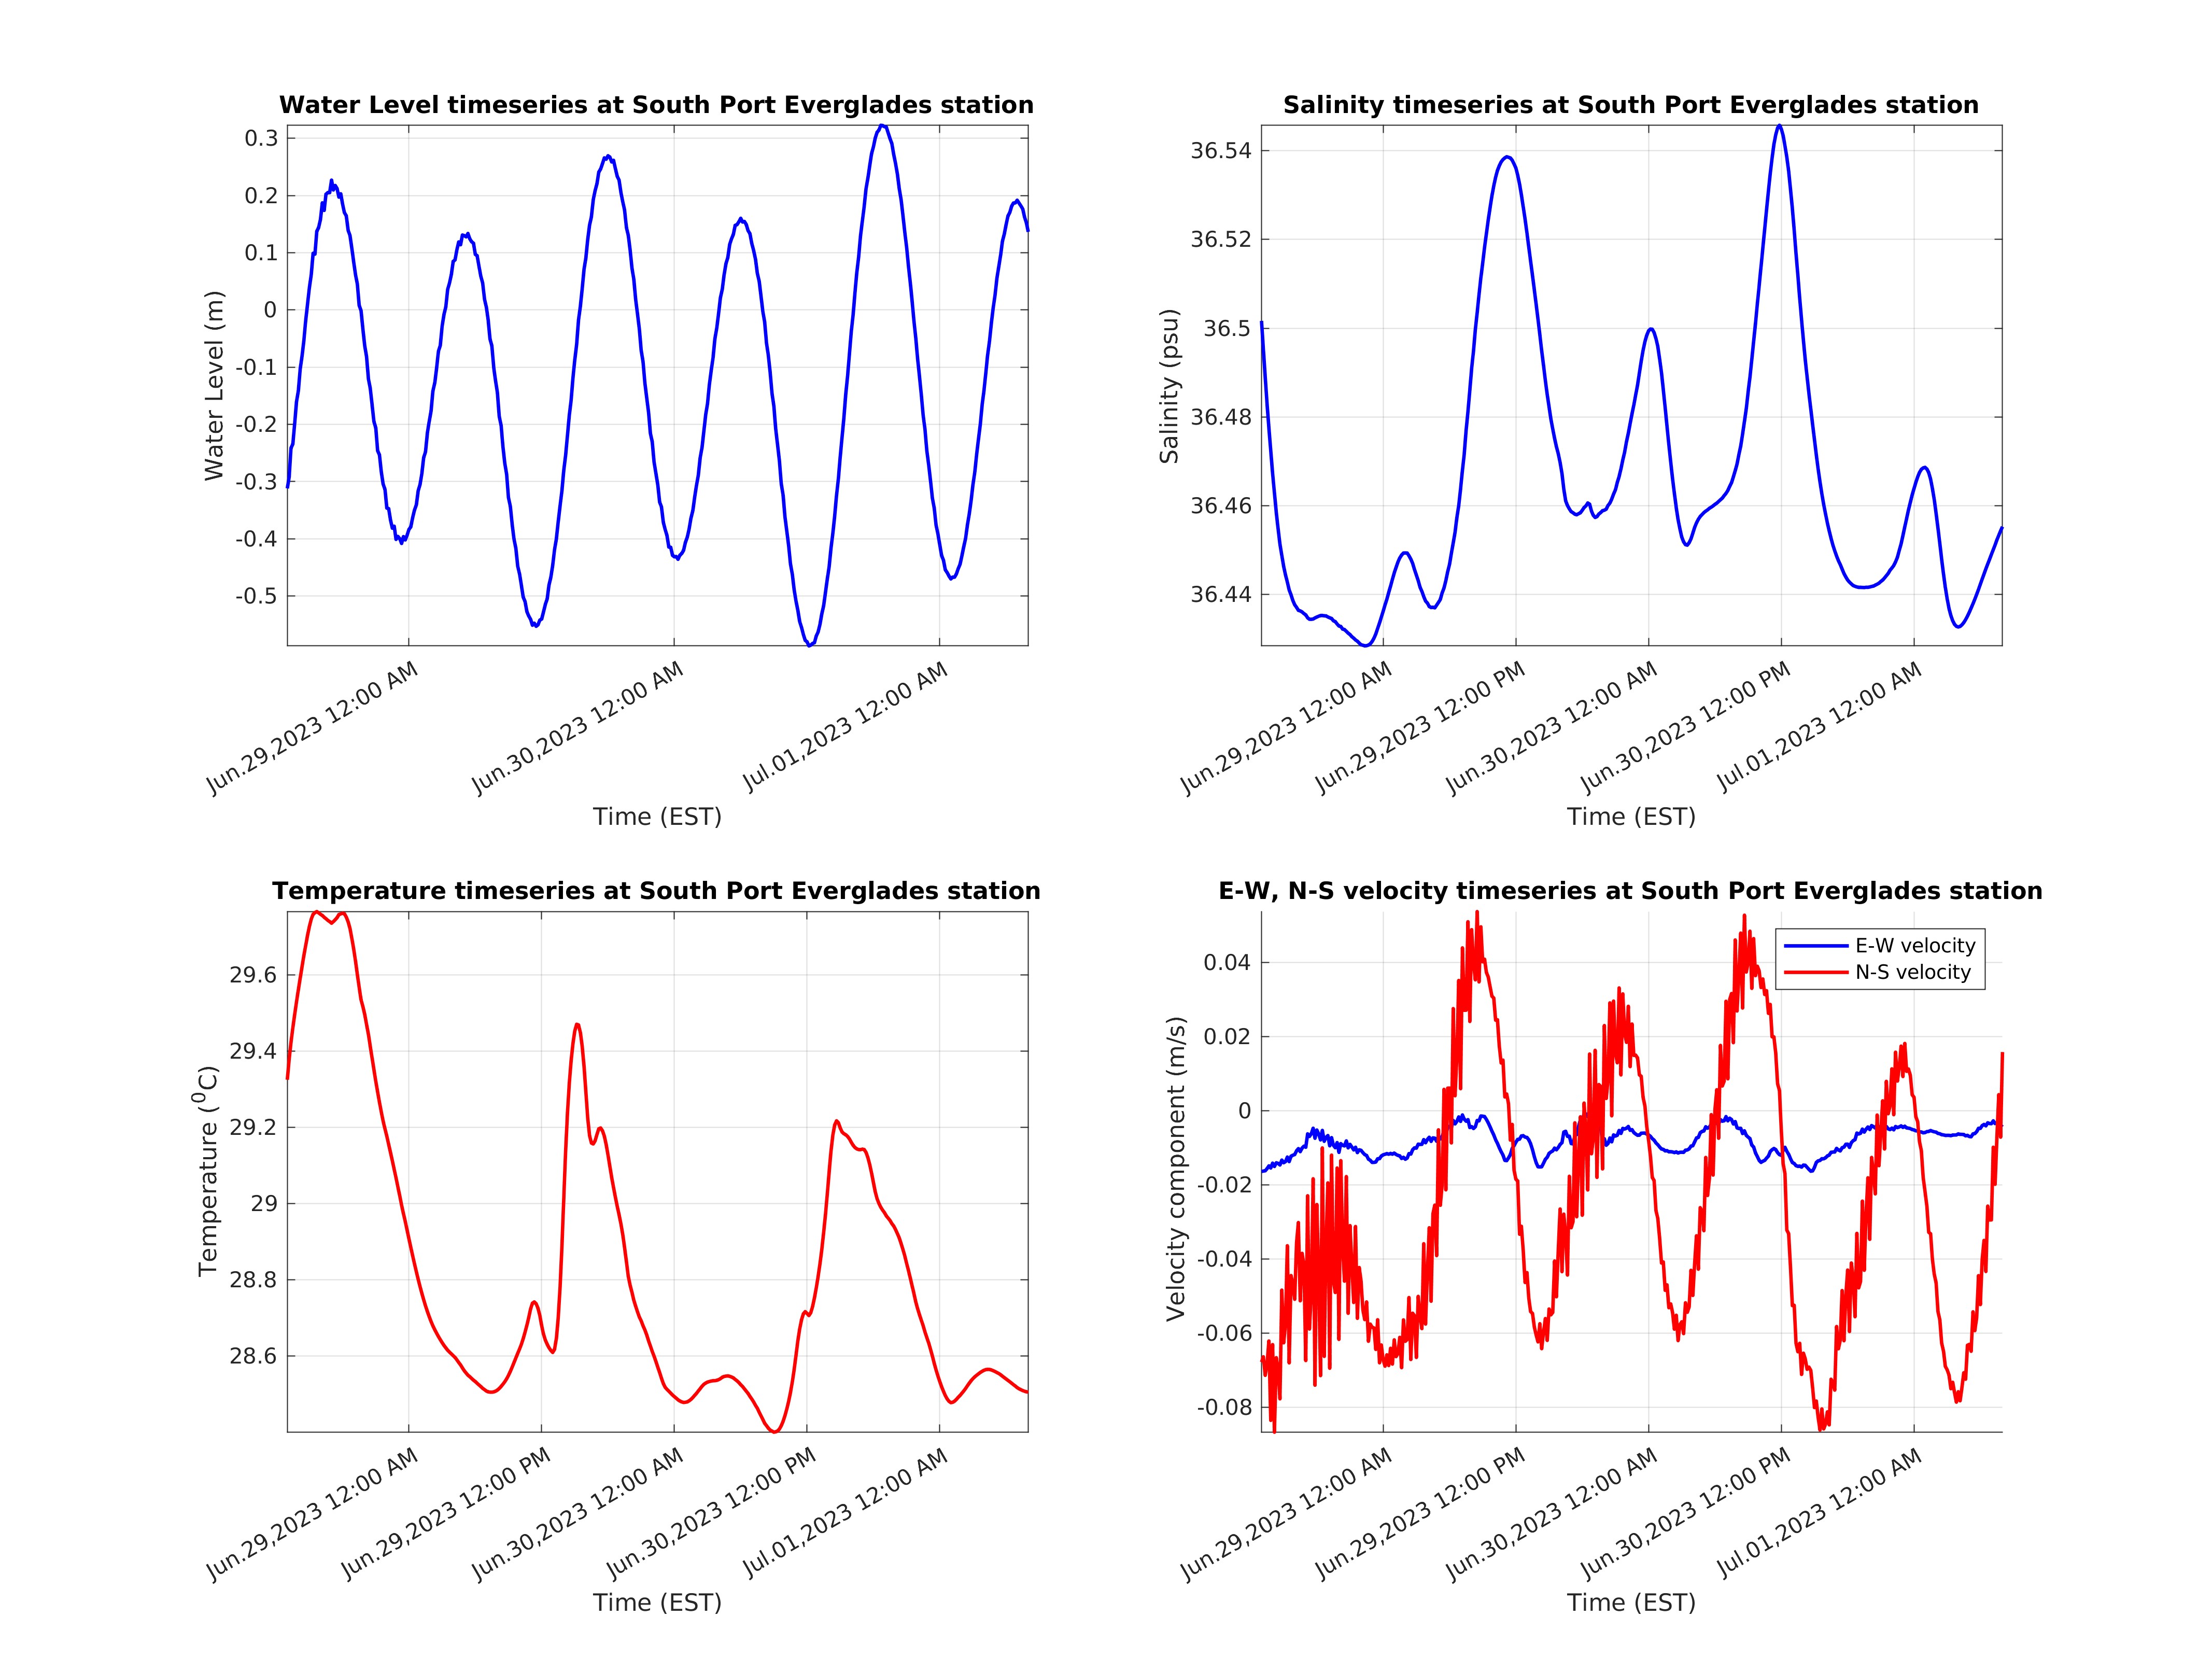 Water Level timeseries at South Port Everglades station
0.3
0.2
0.1
0
-0.1
-0.2
-0.3
-0.4
-0.5
Water Level (m)
Jun.29,2023 12:00 AM
Jun.30,2023 12:00 AM
Jul.01,2023 12:00 AM
Time (EST)
Salinity timeseries at South Port Everglades station
36.54
36.52
36.5
36.48
36.46
36.44
Salinity (psu)
Jun.29,2023 12:00 AM
Jun.29,2023 12:00 PM
Jun.30,2023 12:00 AM
Jun.30,2023 12:00 PM
Jul.01,2023 12:00 AM
Time (EST)
Temperature timeseries at South Port Everglades station
29.6
29.4
29.2
29
28.8
28.6
Temperature (⁰C)
Jun.29,2023 12:00 AM
Jun.29,2023 12:00 PM
Jun.30,2023 12:00 AM
Jun.30,2023 12:00 PM
Jul.01,2023 12:00 AM
Time (EST)
E-W, N-S velocity timeseries at South Port Everglades station
E-W velocity
N-S velocity
0.04
0.02
0
-0.02
-0.04
-0.06
-0.08
Velocity component (m/s)
Jun.29,2023 12:00 AM
Jun.29,2023 12:00 PM
Jun.30,2023 12:00 AM
Jun.30,2023 12:00 PM
Jul.01,2023 12:00 AM
Time (EST)